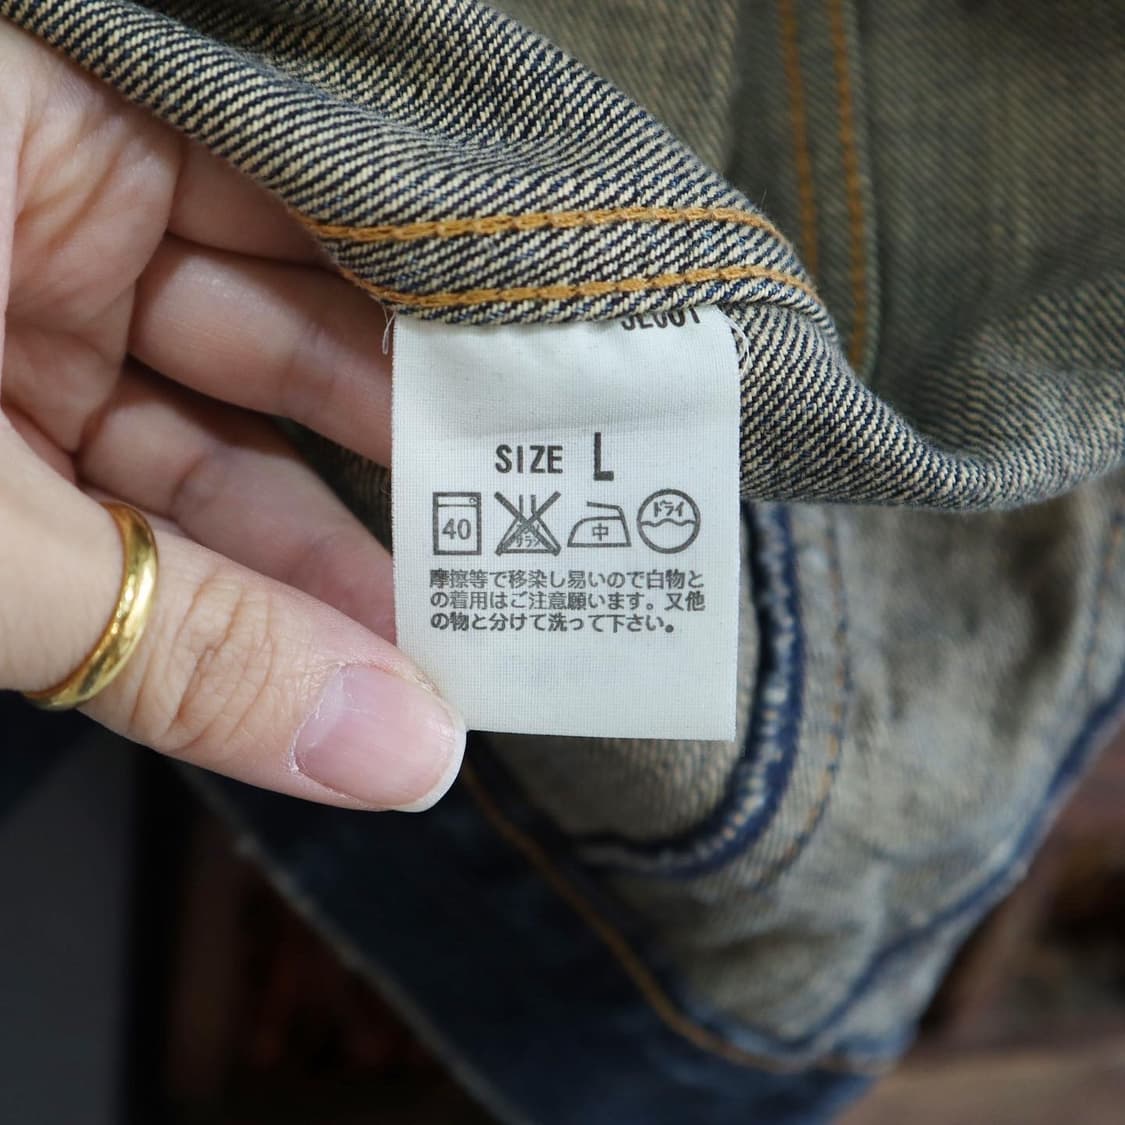 SIZE L
40 中 ドライ
摩擦等で移染し易いので白物と
の着用はご注意願います。又他
の物と分けて洗って下さい。